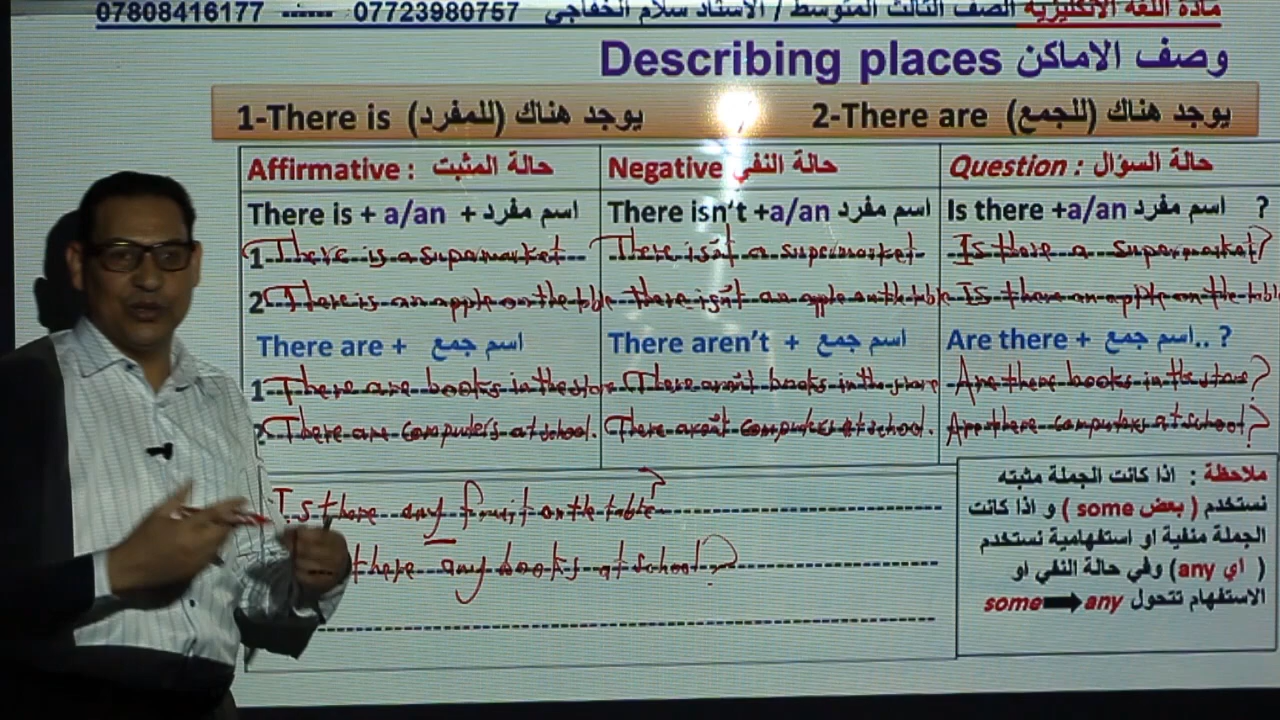 مادة اللغة الانكليزية الصف الثالث المتوسط / الاستاذ سلام الخفاجي 07723980757 ------ 07808416177
وصف الاماكن Describing places
1-There is (للمفرد) يوجد هناك / 2-There are (للجمع) يوجد هناك
Affirmative : حالة المثبت
Negative حالة النفي
Question : حالة السؤال
There is + a/an + اسم مفرد
There isn't +a/an اسم مفرد
Is there +a/an اسم مفرد ?
1 There is a supermarket
There isn't a supermarket
Is there a supermarket?
2 There is an apple on the table
there isn't an apple on the table
Is there an apple on the table
There are + اسم جمع
There aren't + اسم جمع
Are there + اسم جمع.. ?
1 There are books in the store
There aren't books in the store
Are there books in the store?
2 There are computers at school.
There aren't computers at school.
Are there computers at school?
Is there any fruit on the table?
there any books at school?
ملاحظة : اذا كانت الجملة مثبته
نستخدم ( بعض some ) و اذا كانت
الجملة منفية او استفهامية نستخدم
( اي any) وفي حالة النفي او
الاستفهام تتحول some➡any